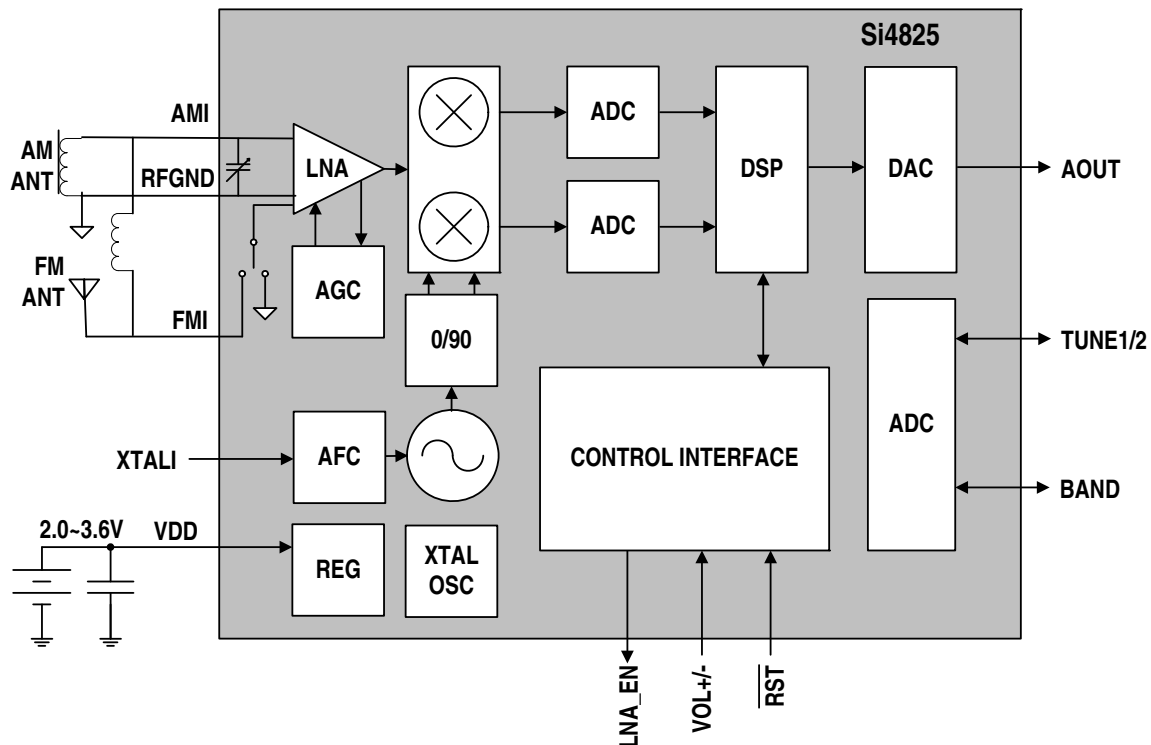 Si4825
AMI
AM
ANT
RFGND
LNA
ADC
DSP
DAC
AOUT
ADC
FM
ANT
AGC
FMI
0/90
TUNE1/2
ADC
CONTROL INTERFACE
XTALI
AFC
BAND
2.0~3.6V
VDD
REG
XTAL
OSC
LNA_EN
VOL+/-
RST